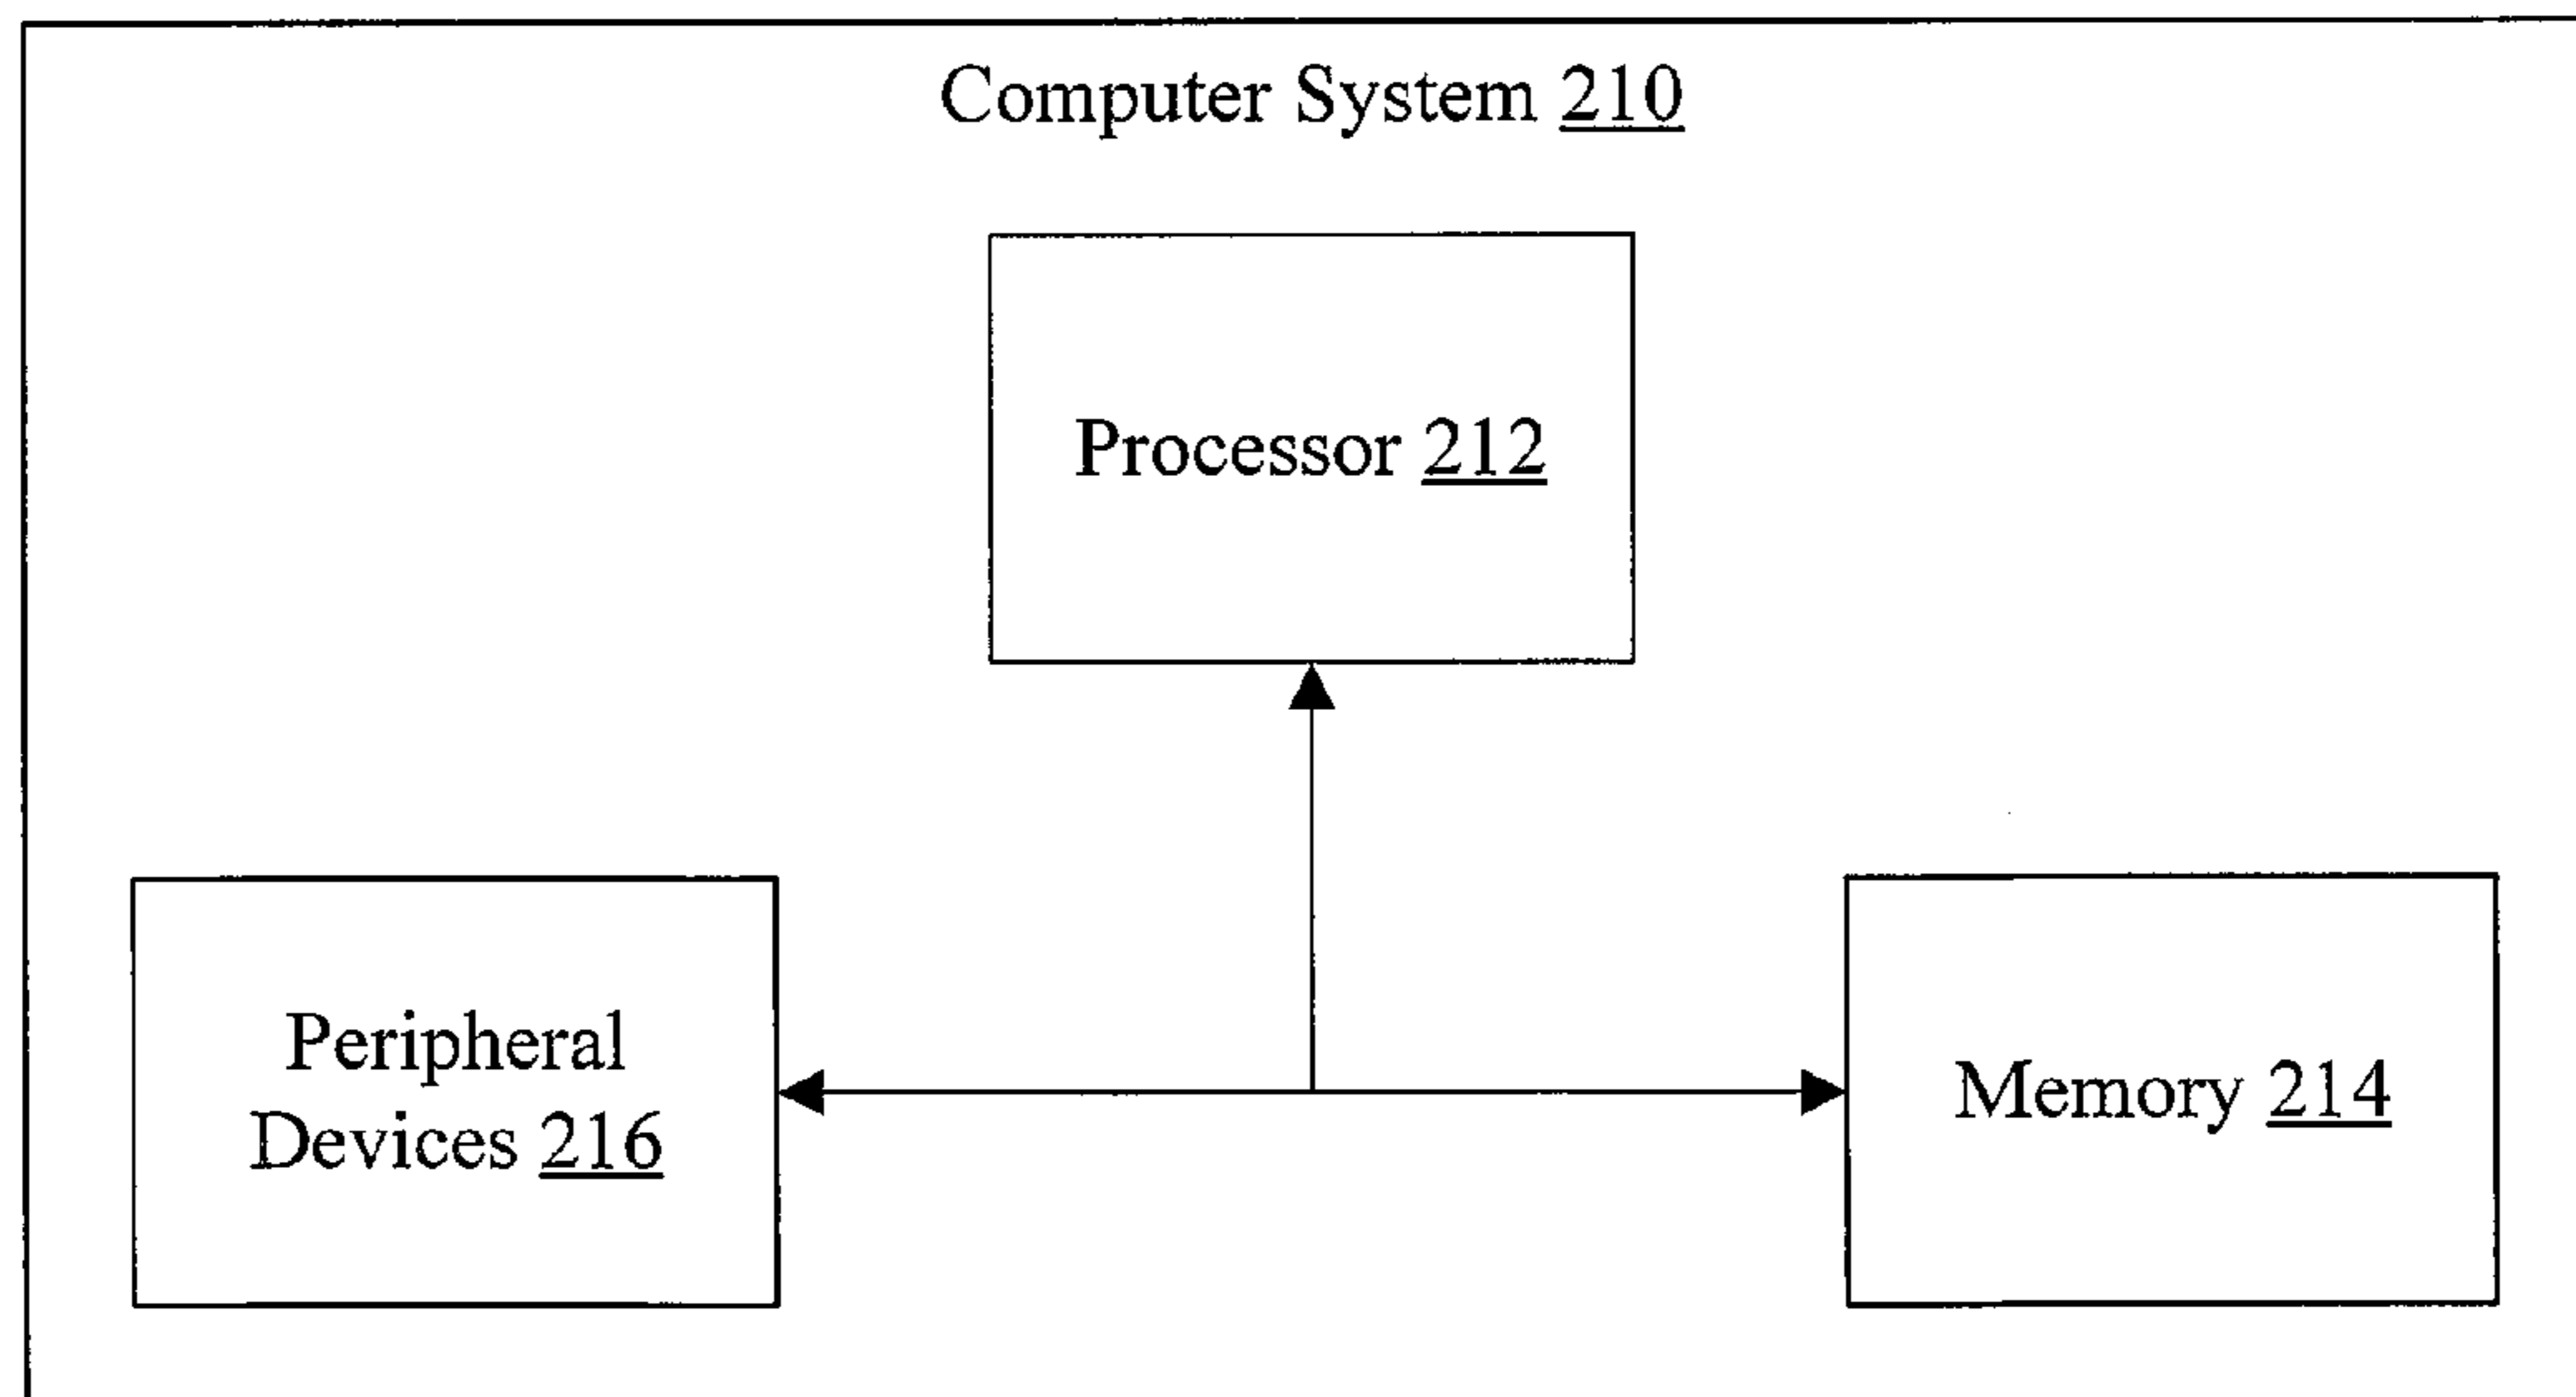 Computer System 210
Processor 212
Peripheral
Devices 216
Memory 214